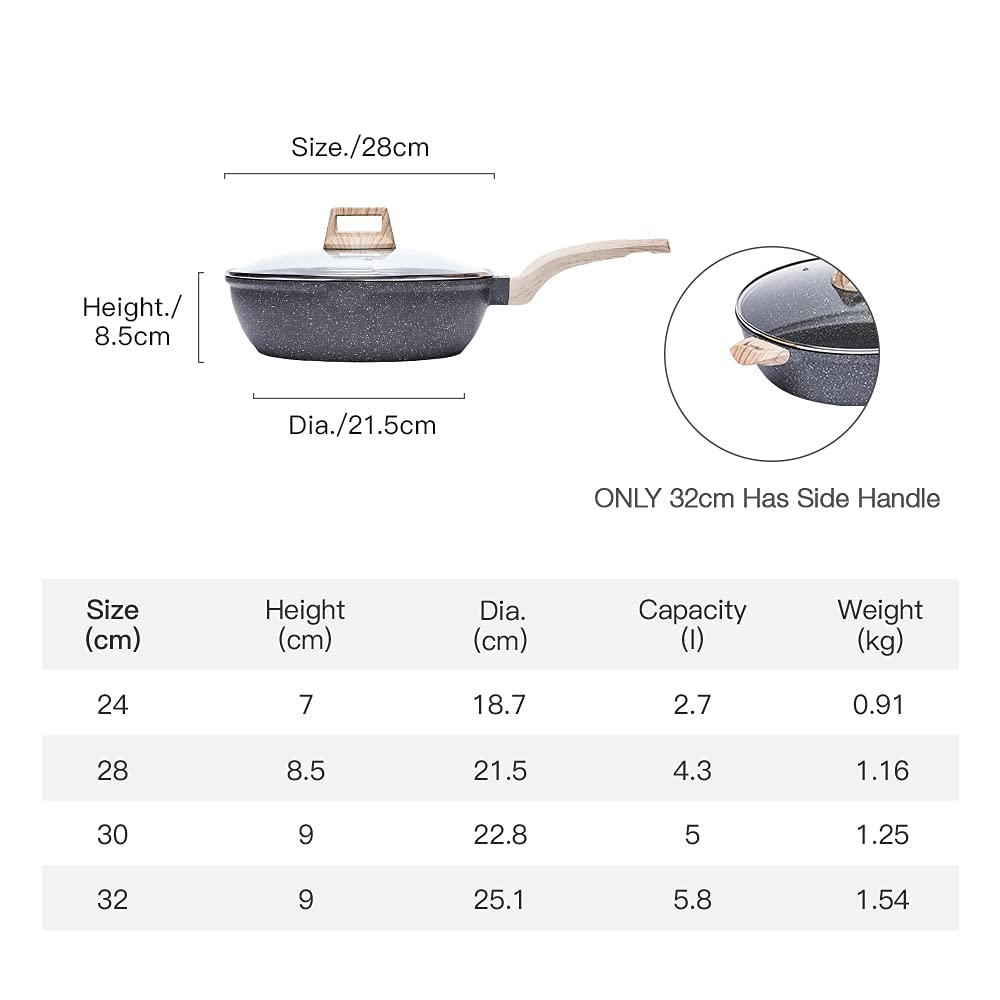 Size./28cm
Height./
8.5cm
Dia./21.5cm
ONLY 32cm Has Side Handle
Size Height Dia. Capacity Weight
(cm) (cm) (cm) (l) (kg)
24 7 18.7 2.7 0.91
28 8.5 21.5 4.3 1.16
30 9 22.8 5 1.25
32 9 25.1 5.8 1.54